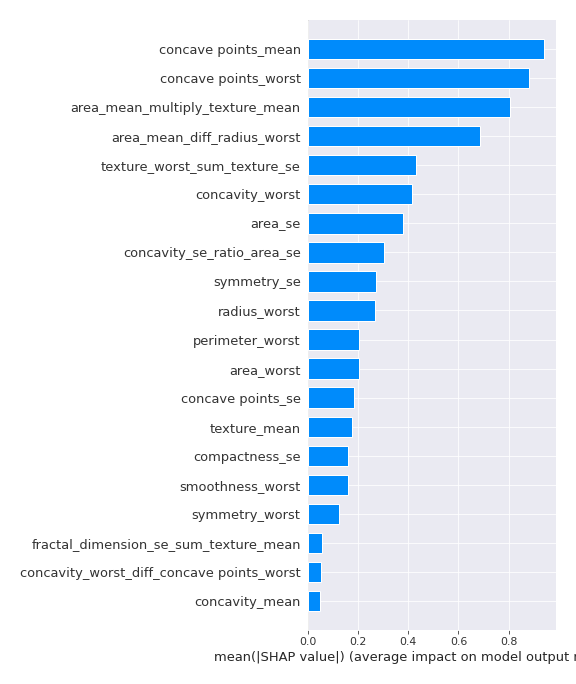 concave points_mean
concave points_worst
area_mean_multiply_texture_mean
area_mean_diff_radius_worst
texture_worst_sum_texture_se
concavity_worst
area_se
concavity_se_ratio_area_se
symmetry_se
radius_worst
perimeter_worst
area_worst
concave points_se
texture_mean
compactness_se
smoothness_worst
symmetry_worst
fractal_dimension_se_sum_texture_mean
concavity_worst_diff_concave points_worst
concavity_mean
0.0 0.2 0.4 0.6 0.8
mean(|SHAP value|) (average impact on model output